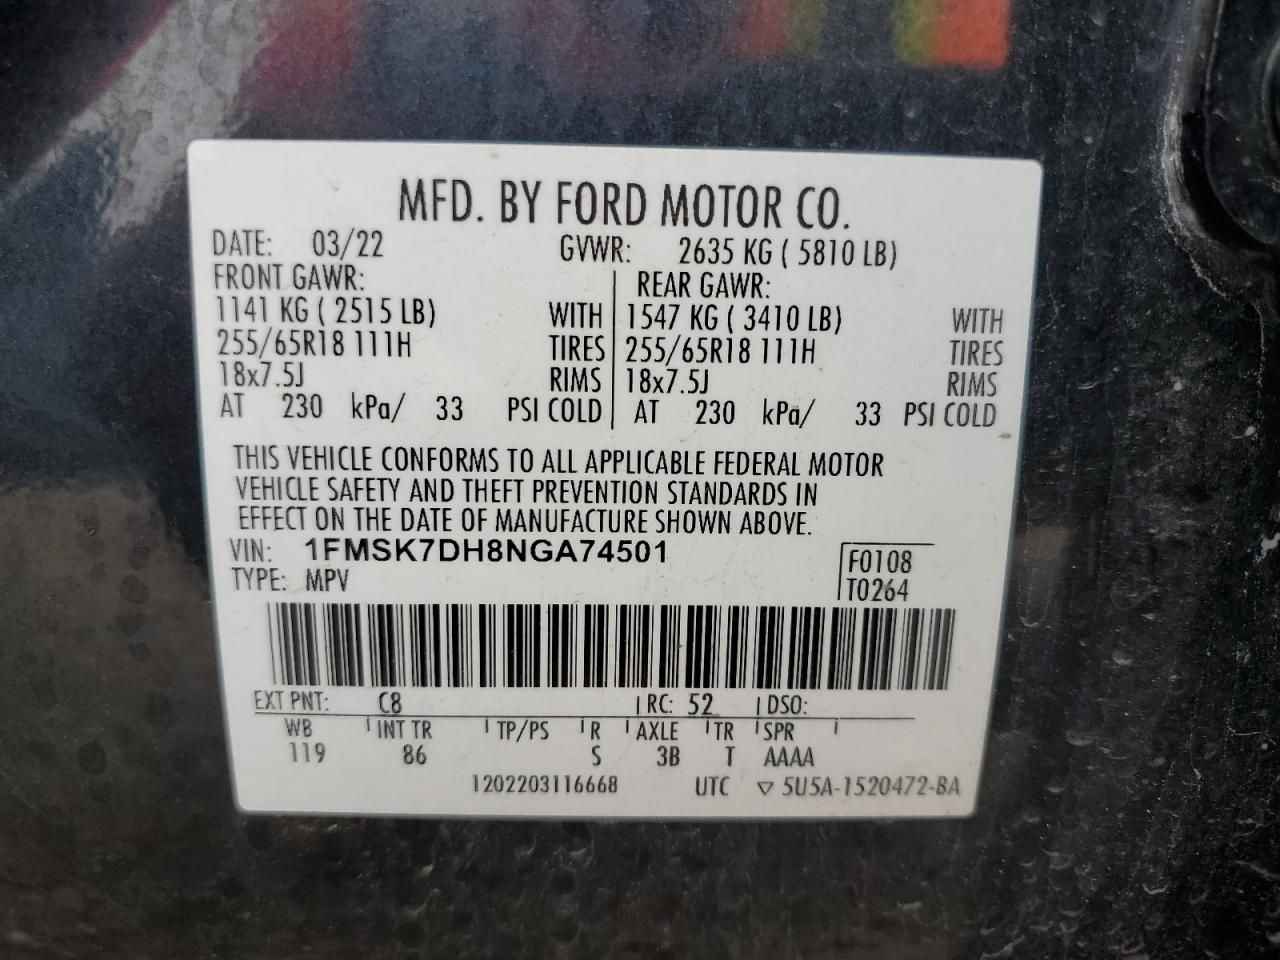 MFD. BY FORD MOTOR CO.
DATE: 03/22 GVWR: 2635 KG ( 5810 LB)
FRONT GAWR: REAR GAWR:
1141 KG ( 2515 LB) WITH 1547 KG ( 3410 LB) WITH
255/65R18 111H TIRES 255/65R18 111H TIRES
18x7.5J RIMS 18x7.5J RIMS
AT 230 kPa/ 33 PSI COLD AT 230 kPa/ 33 PSI COLD
THIS VEHICLE CONFORMS TO ALL APPLICABLE FEDERAL MOTOR
VEHICLE SAFETY AND THEFT PREVENTION STANDARDS IN
EFFECT ON THE DATE OF MANUFACTURE SHOWN ABOVE.
VIN: 1FMSK7DH8NGA74501 F0108
TYPE: MPV T0264
EXT PNT: C8 RC: 52 DSO:
WB INT TR TP/PS R AXLE TR SPR
119 86 S 3B T AAAA
1202203116668 UTC ▽ 5U5A-1520472-BA